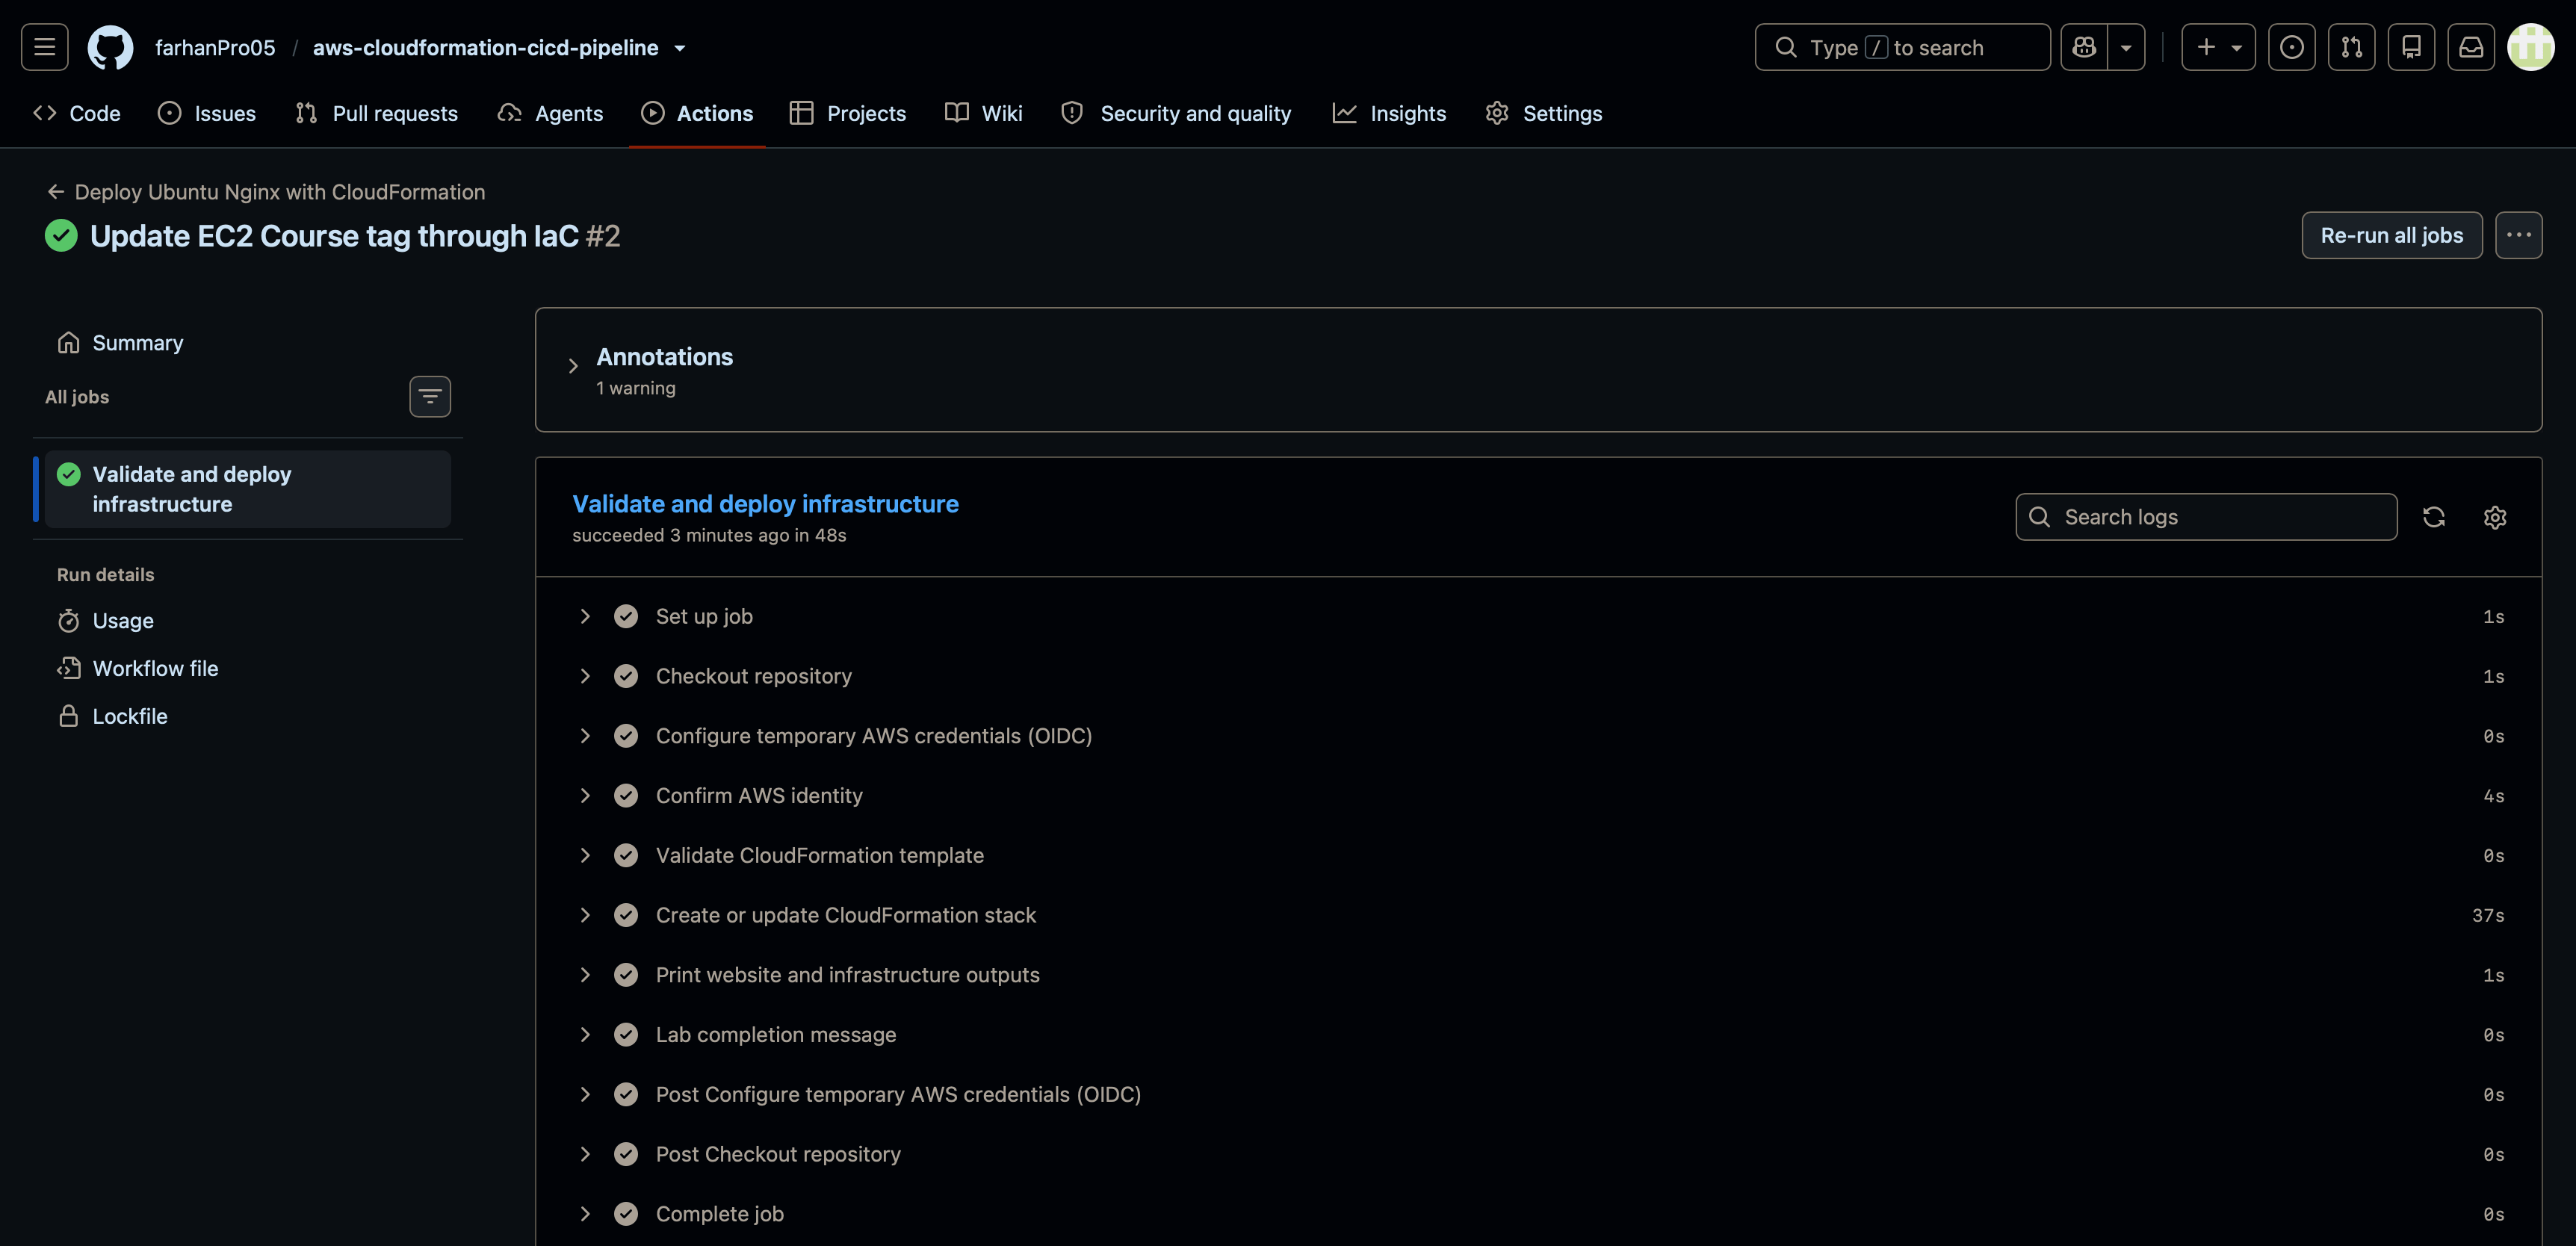 farhanPro05 / aws-cloudformation-cicd-pipeline
Type / to search
Code
Issues
Pull requests
Agents
Actions
Projects
Wiki
Security and quality
Insights
Settings
Deploy Ubuntu Nginx with CloudFormation
Update EC2 Course tag through IaC #2
Re-run all jobs
Summary
All jobs
Validate and deploy
infrastructure
Run details
Usage
Workflow file
Lockfile
Annotations
1 warning
Validate and deploy infrastructure
succeeded 3 minutes ago in 48s
Search logs
Set up job 1s
Checkout repository 1s
Configure temporary AWS credentials (OIDC) 0s
Confirm AWS identity 4s
Validate CloudFormation template 0s
Create or update CloudFormation stack 37s
Print website and infrastructure outputs 1s
Lab completion message 0s
Post Configure temporary AWS credentials (OIDC) 0s
Post Checkout repository 0s
Complete job 0s